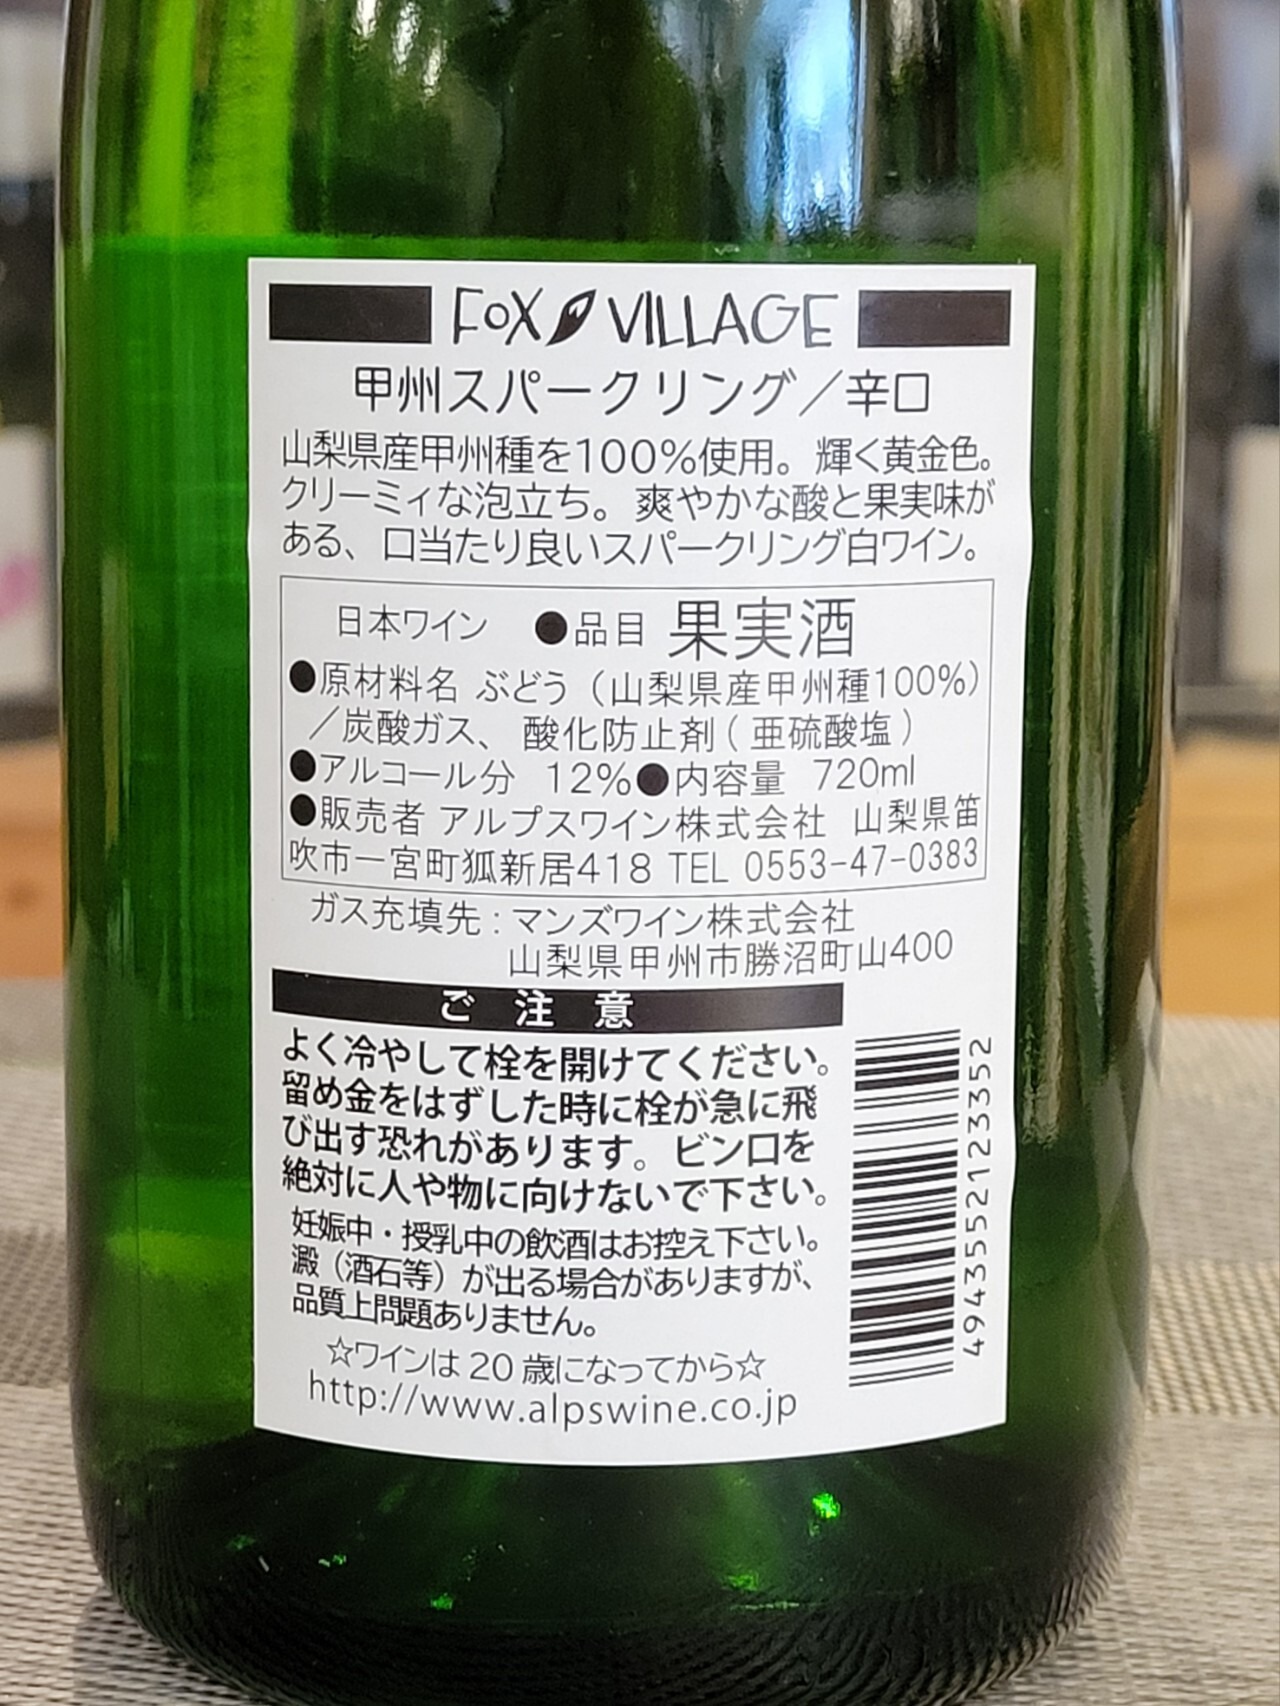 FoX VILLAGE
甲州スパークリング／辛口
山梨県産甲州種を100%使用。輝く黄金色。
クリーミィな泡立ち。爽やかな酸と果実味が
ある、口当たり良いスパークリング白ワイン。
日本ワイン ●品目 果実酒
●原材料名 ぶどう（山梨県産甲州種100%）
／炭酸ガス、酸化防止剤(亜硫酸塩)
●アルコール分 12%●内容量 720ml
●販売者 アルプスワイン株式会社 山梨県笛
吹市一宮町狐新居418 TEL 0553-47-0383
ガス充填先：マンズワイン株式会社
山梨県甲州市勝沼町山400
ご注意
よく冷やして栓を開けてください。
留め金をはずした時に栓が急に飛
び出す恐れがあります。ビン口を
絶対に人や物に向けないで下さい。
妊娠中・授乳中の飲酒はお控え下さい。
澱（酒石等）が出る場合がありますが、
品質上問題ありません。
☆ワインは20歳になってから☆
http://www.alpswine.co.jp
4943552123352